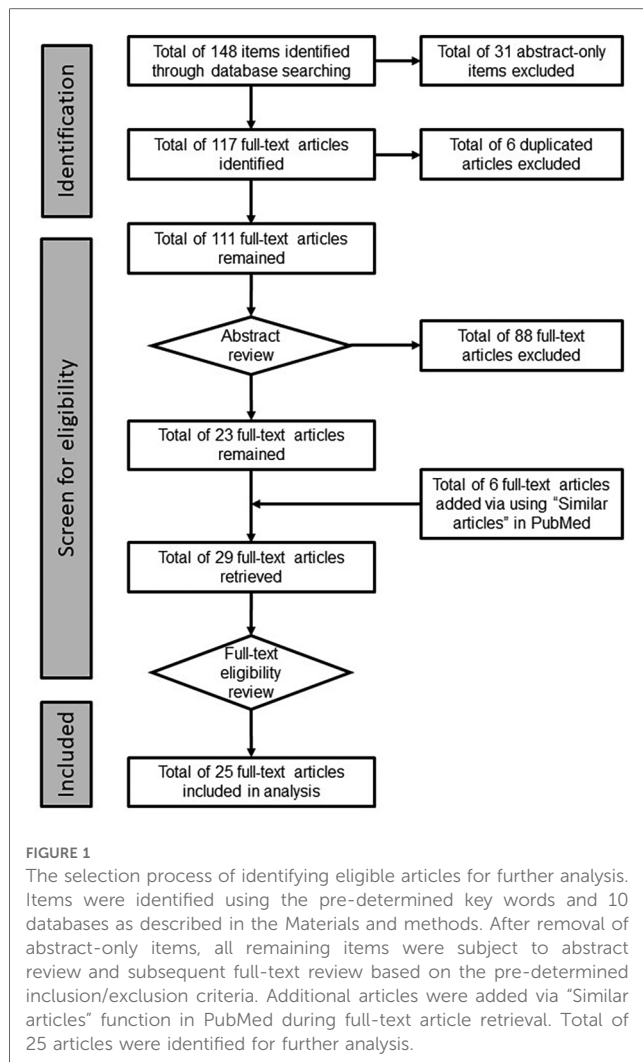 Identification
Total of 148 items identified
through database searching
Total of 31 abstract-only
items excluded
Total of 117 full-text articles
identified
Total of 6 duplicated
articles excluded
Screen for eligibility
Total of 111 full-text articles
remained
Abstract
review
Total of 88 full-text
articles excluded
Total of 23 full-text articles
remained
Total of 6 full-text articles
added via using “Similar
articles” in PubMed
Total of 29 full-text articles
retrieved
Full-text
eligibility
review
Included
Total of 25 full-text articles
included in analysis
FIGURE 1
The selection process of identifying eligible articles for further analysis.
Items were identified using the pre-determined key words and 10
databases as described in the Materials and methods. After removal of
abstract-only items, all remaining items were subject to abstract
review and subsequent full-text review based on the pre-determined
inclusion/exclusion criteria. Additional articles were added via “Similar
articles” function in PubMed during full-text article retrieval. Total of
25 articles were identified for further analysis.